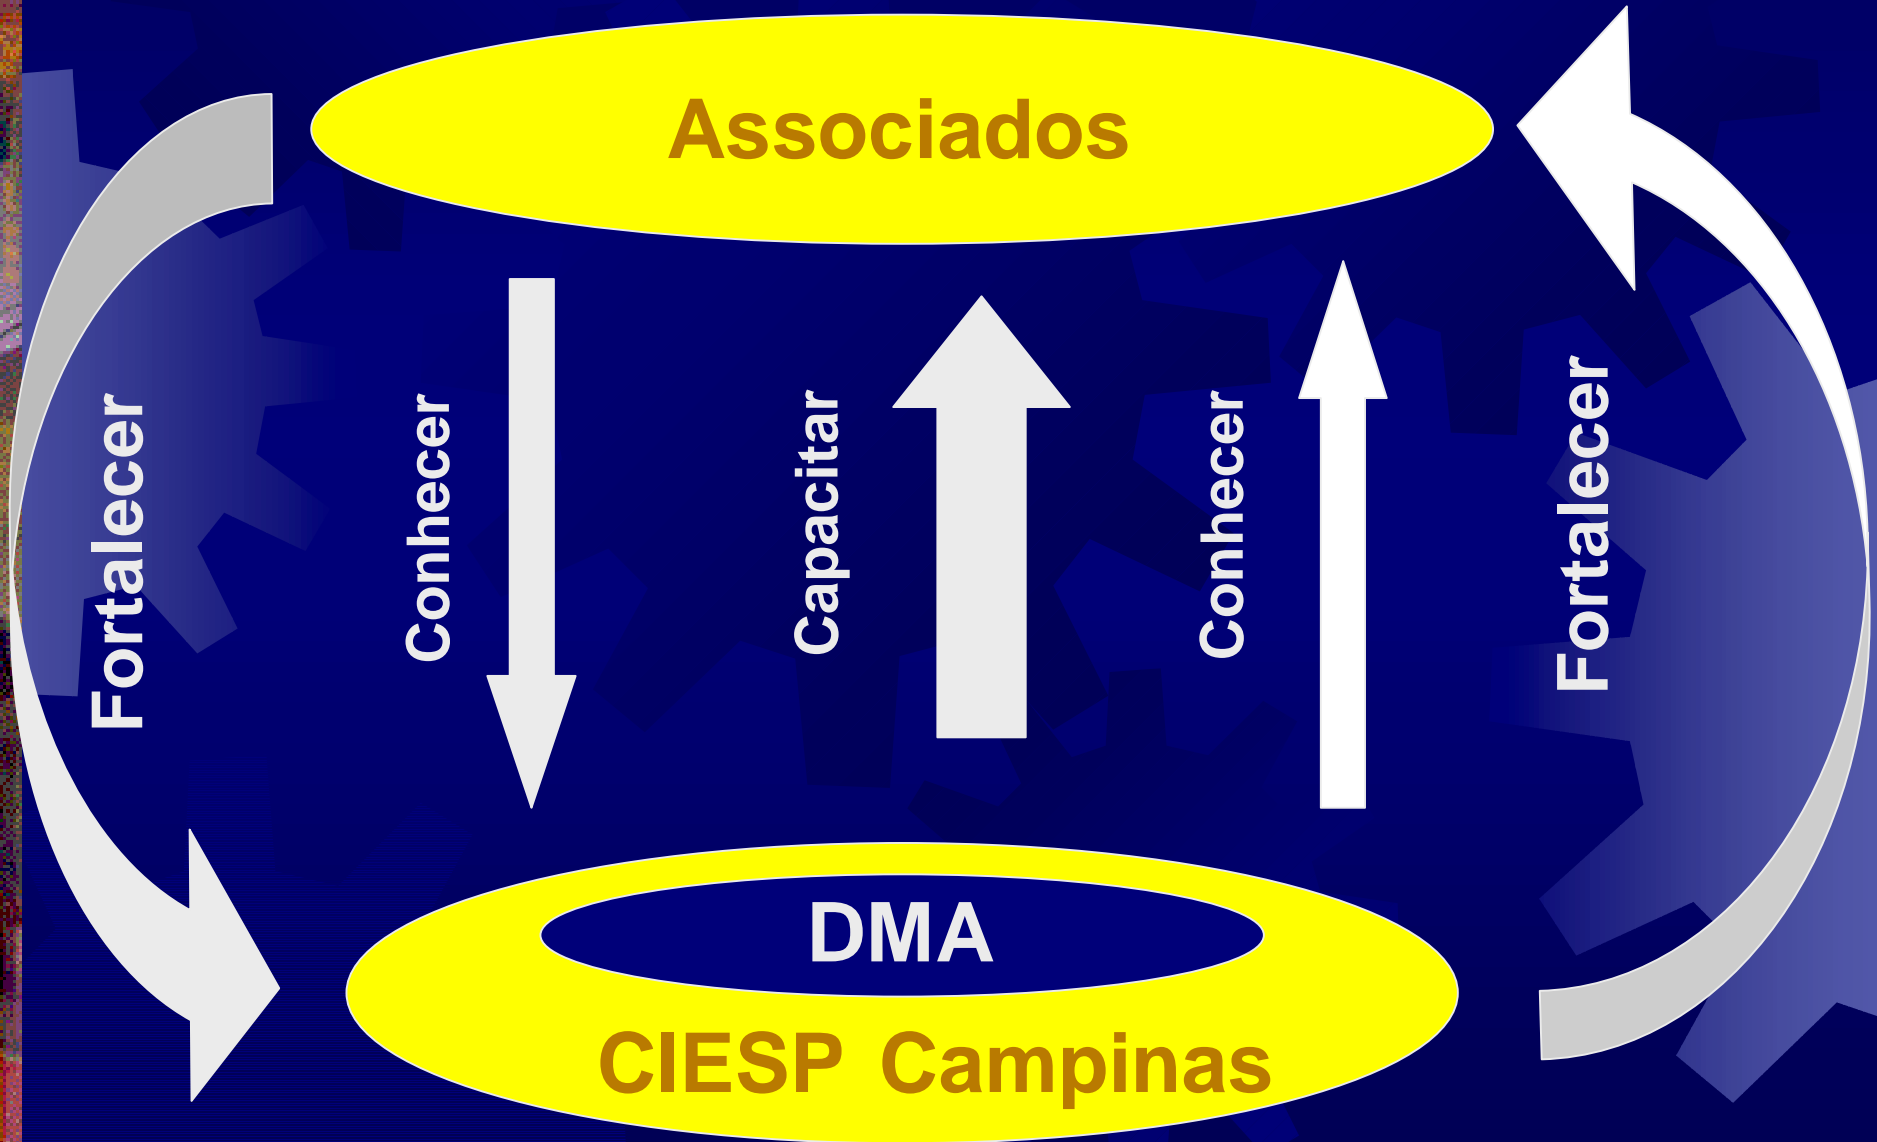 Associados
Fortalecer
Conhecer
Capacitar
Conhecer
Fortalecer
DMA
CIESP Campinas